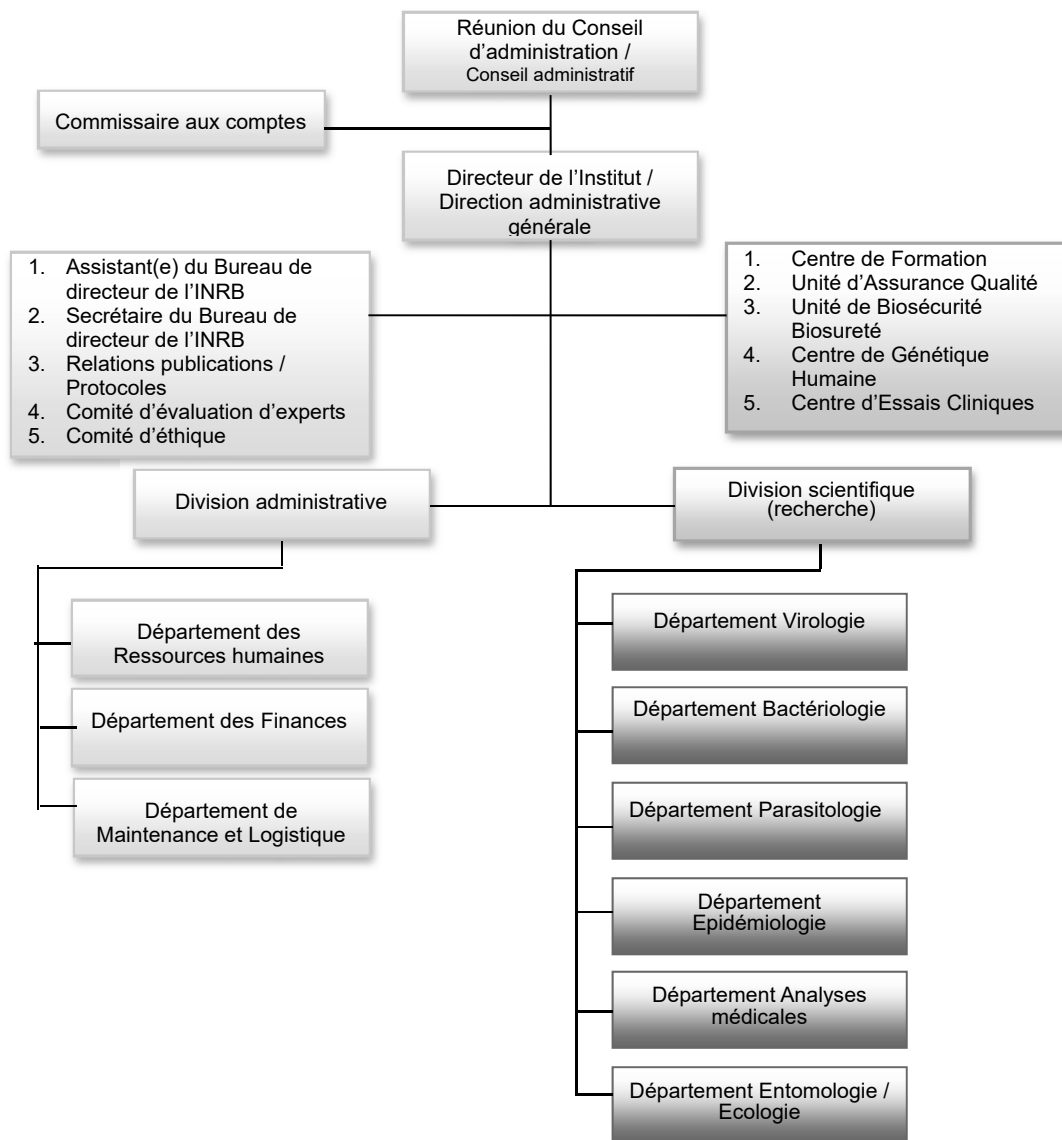 Réunion du Conseil
d’administration /
Conseil administratif
Commissaire aux comptes
Directeur de l’Institut /
Direction administrative
générale
1. Assistant(e) du Bureau de
directeur de l’INRB
2. Secrétaire du Bureau de
directeur de l’INRB
3. Relations publications /
Protocoles
4. Comité d’évaluation d’experts
5. Comité d’éthique
1. Centre de Formation
2. Unité d’Assurance Qualité
3. Unité de Biosécurité
Biosureté
4. Centre de Génétique
Humaine
5. Centre d’Essais Cliniques
Division administrative
Division scientifique
(recherche)
Département des
Ressources humaines
Département des Finances
Département de
Maintenance et Logistique
Département Virologie
Département Bactériologie
Département Parasitologie
Département
Epidémiologie
Département Analyses
médicales
Département Entomologie /
Ecologie